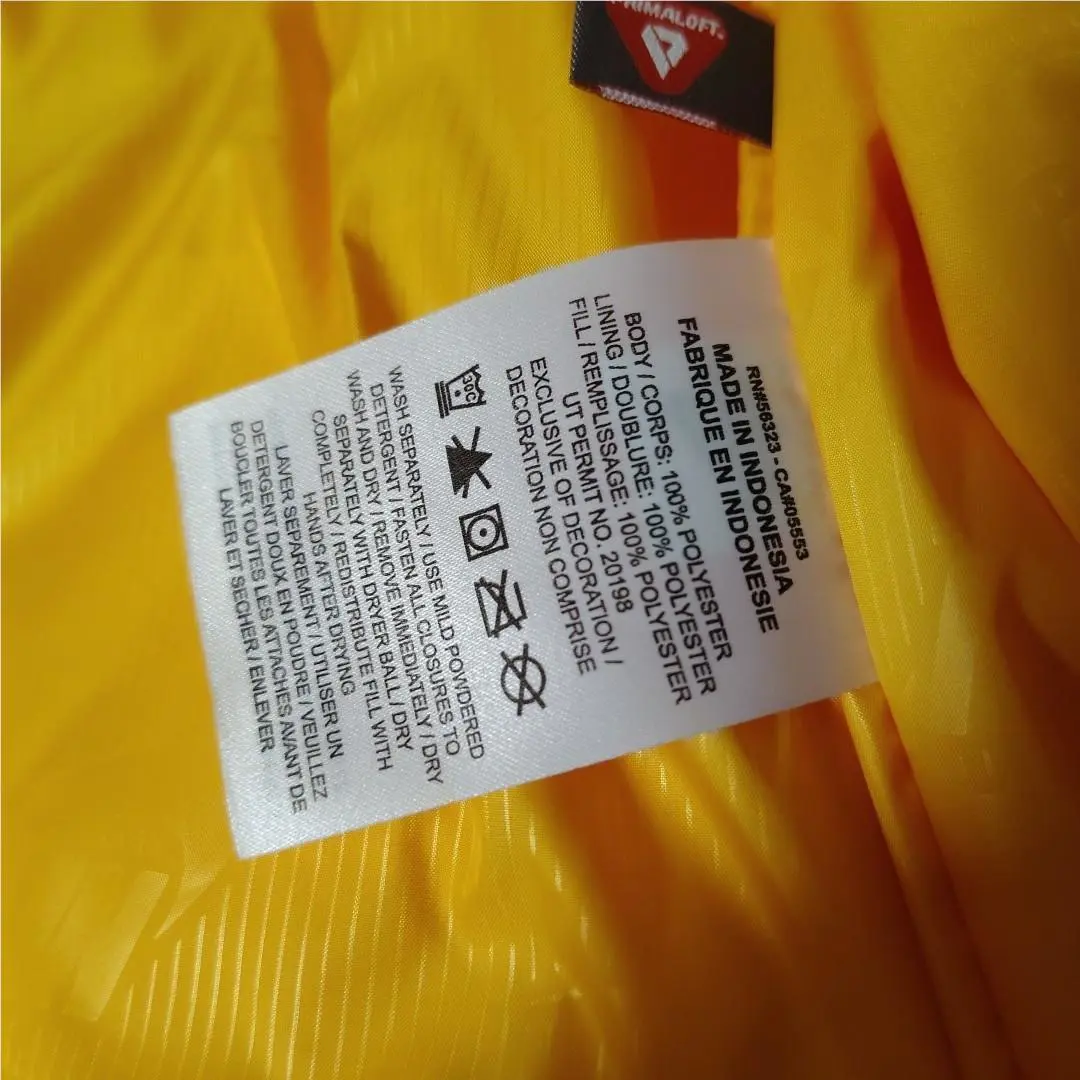 PRIMALOFT.
RN#56323 - CA#05553
MADE IN INDONESIA
FABRIQUE EN INDONESIE
BODY / CORPS: 100% POLYESTER
LINING / DOUBLURE: 100% POLYESTER
FILL / REMPLISSAGE: 100% POLYESTER
UT PERMIT NO. 20198
EXCLUSIVE OF DECORATION /
DECORATION NON COMPRISE
30C
WASH SEPARATELY / USE MILD POWDERED
DETERGENT / FASTEN ALL CLOSURES TO
WASH AND DRY / REMOVE IMMEDIATELY / DRY
SEPARATELY WITH DRYER BALL / DRY
COMPLETELY / REDISTRIBUTE FILL WITH
HANDS AFTER DRYING
LAVER SEPAREMENT / UTILISER UN
DETERGENT DOUX EN POUDRE / VEUILLEZ
BOUCLER TOUTES LES ATTACHES AVANT DE
LAVER ET SECHER / ENLEVER